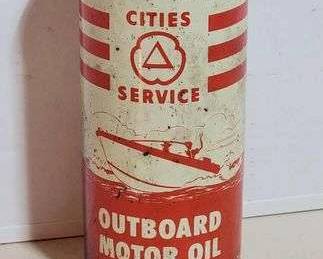 CITIES
SERVICE
OUTBOARD
MOTOR OIL